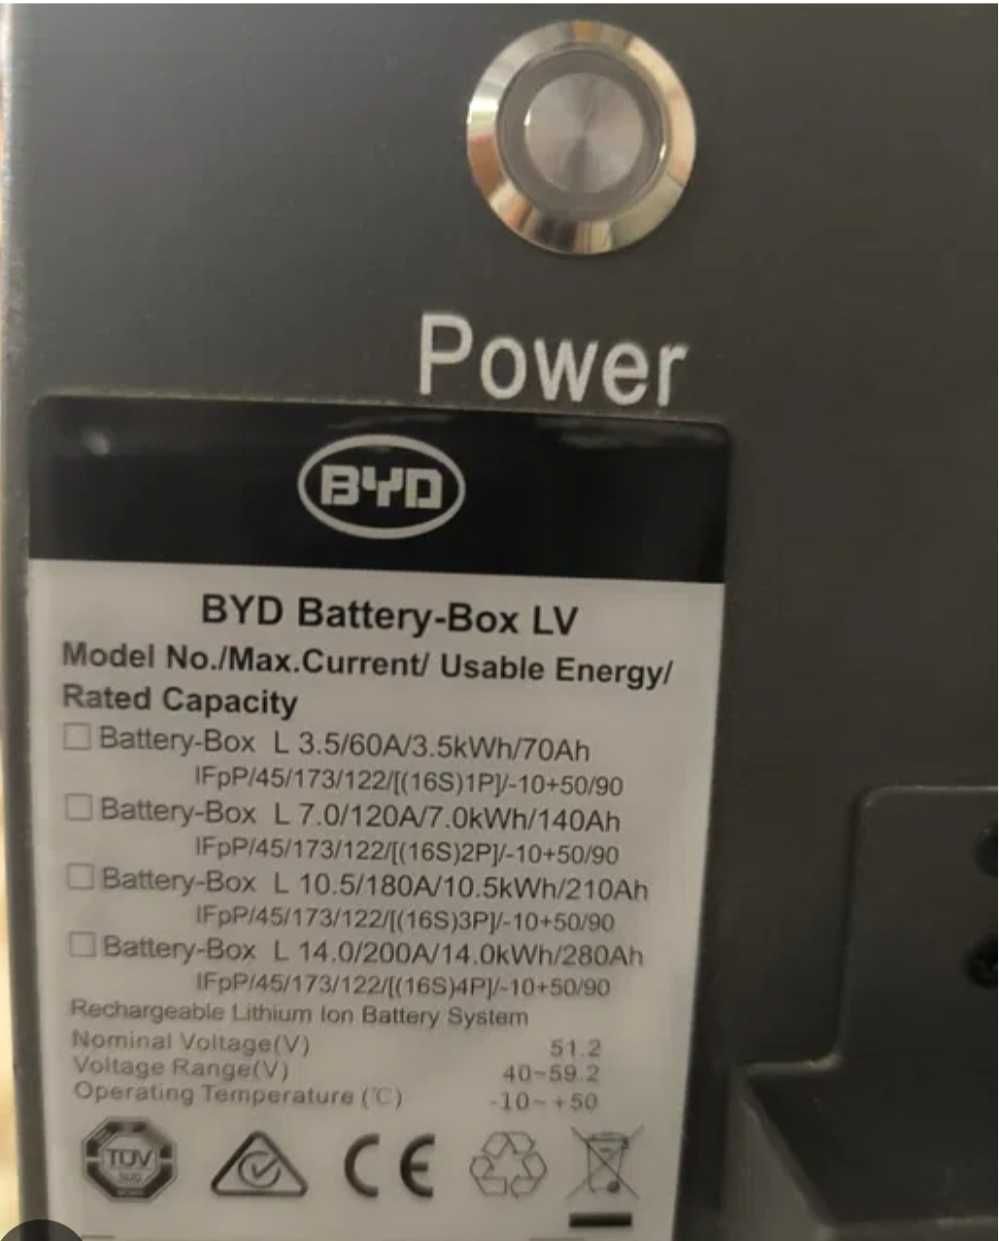 Power
BYD
BYD Battery-Box LV
Model No./Max.Current/ Usable Energy/
Rated Capacity
Battery-Box L 3.5/60A/3.5kWh/70Ah
IFpP/45/173/122/[(16S)1P]/-10+50/90
Battery-Box L 7.0/120A/7.0kWh/140Ah
IFpP/45/173/122/[(16S)2P]/-10+50/90
Battery-Box L 10.5/180A/10.5kWh/210Ah
IFpP/45/173/122/[(16S)3P]/-10+50/90
Battery-Box L 14.0/200A/14.0kWh/280Ah
IFpP/45/173/122/[(16S)4P]/-10+50/90
Rechargeable Lithium Ion Battery System
Nominal Voltage(V) 51.2
Voltage Range(V) 40~59.2
Operating Temperature (℃) -10~+50
TÜV SÜD CE